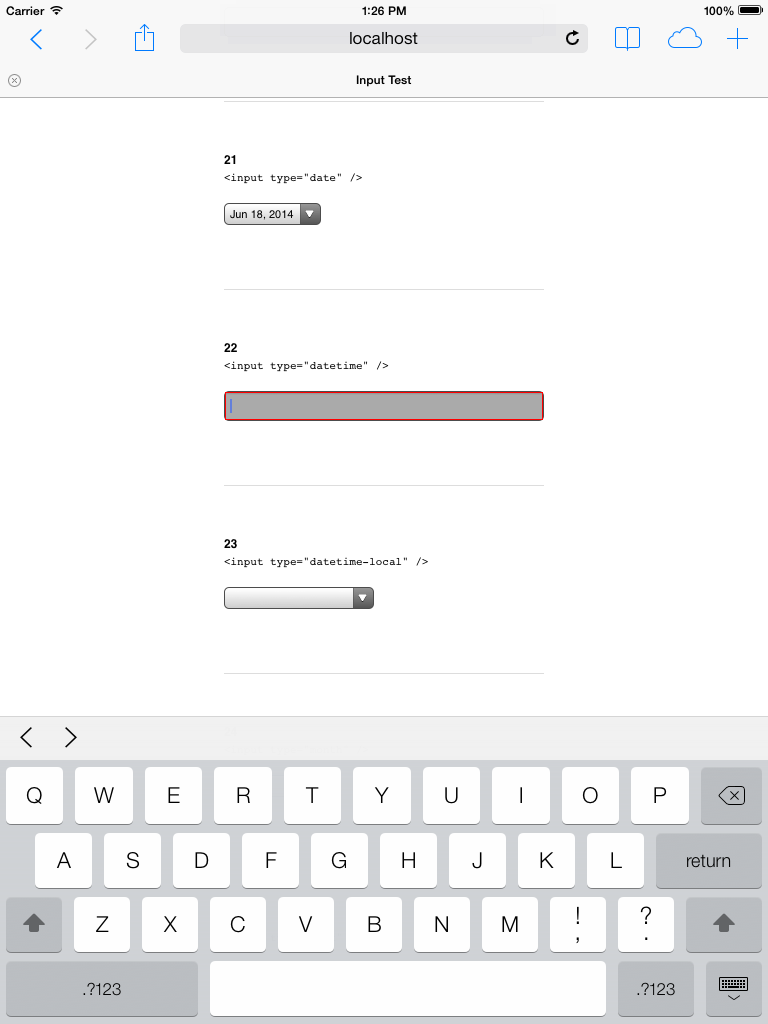 Carrier 1:26 PM 100%
localhost
Input Test
21
<input type="date" />
Jun 18, 2014
22
<input type="datetime" />
23
<input type="datetime-local" />
Q W E R T Y U I O P
A S D F G H J K L return
Z X C V B N M ! , ? .
.?123 .?123